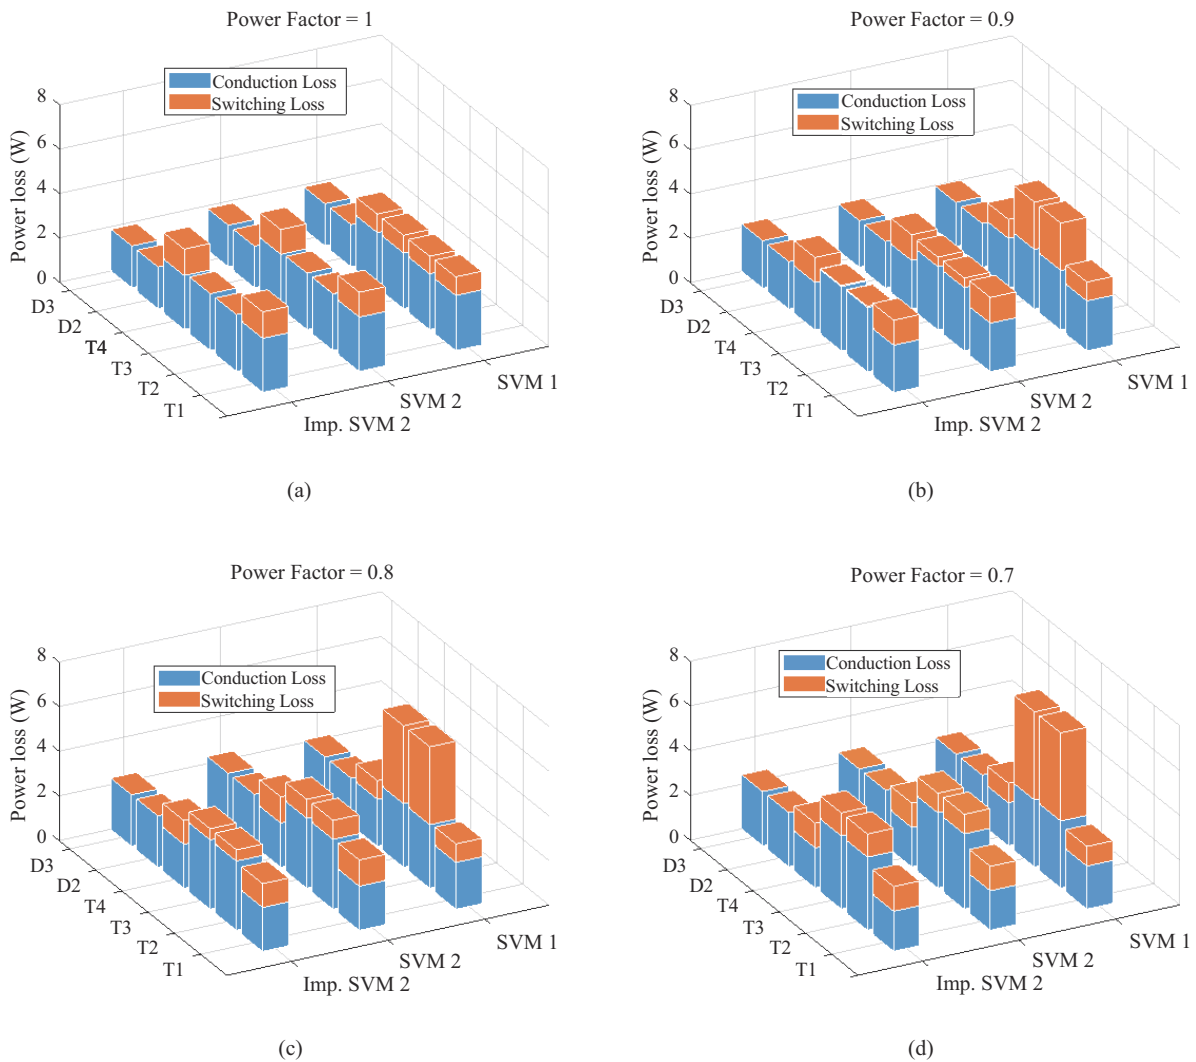 Power Factor = 1
Conduction Loss
Switching Loss
Power loss (W)
8
6
4
2
0
D3
D2
T4
T3
T2
T1
Imp. SVM 2
SVM 2
SVM 1
(a)
Power Factor = 0.9
Conduction Loss
Switching Loss
Power loss (W)
8
6
4
2
0
D3
D2
T4
T3
T2
T1
Imp. SVM 2
SVM 2
SVM 1
(b)
Power Factor = 0.8
Conduction Loss
Switching Loss
Power loss (W)
8
6
4
2
0
D3
D2
T4
T3
T2
T1
Imp. SVM 2
SVM 2
SVM 1
(c)
Power Factor = 0.7
Conduction Loss
Switching Loss
Power loss (W)
8
6
4
2
0
D3
D2
T4
T3
T2
T1
Imp. SVM 2
SVM 2
SVM 1
(d)